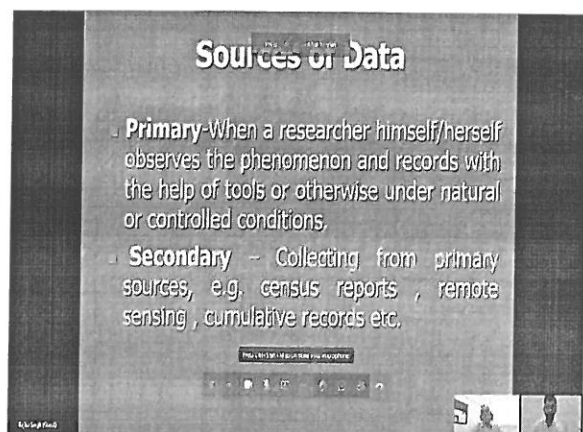 Sources of Data
Primary-When a researcher himself/herself
observes the phenomenon and records with
the help of tools or otherwise under natural
or controlled conditions.
Secondary – Collecting from primary
sources, e.g. census reports , remote
sensing , cumulative records etc.